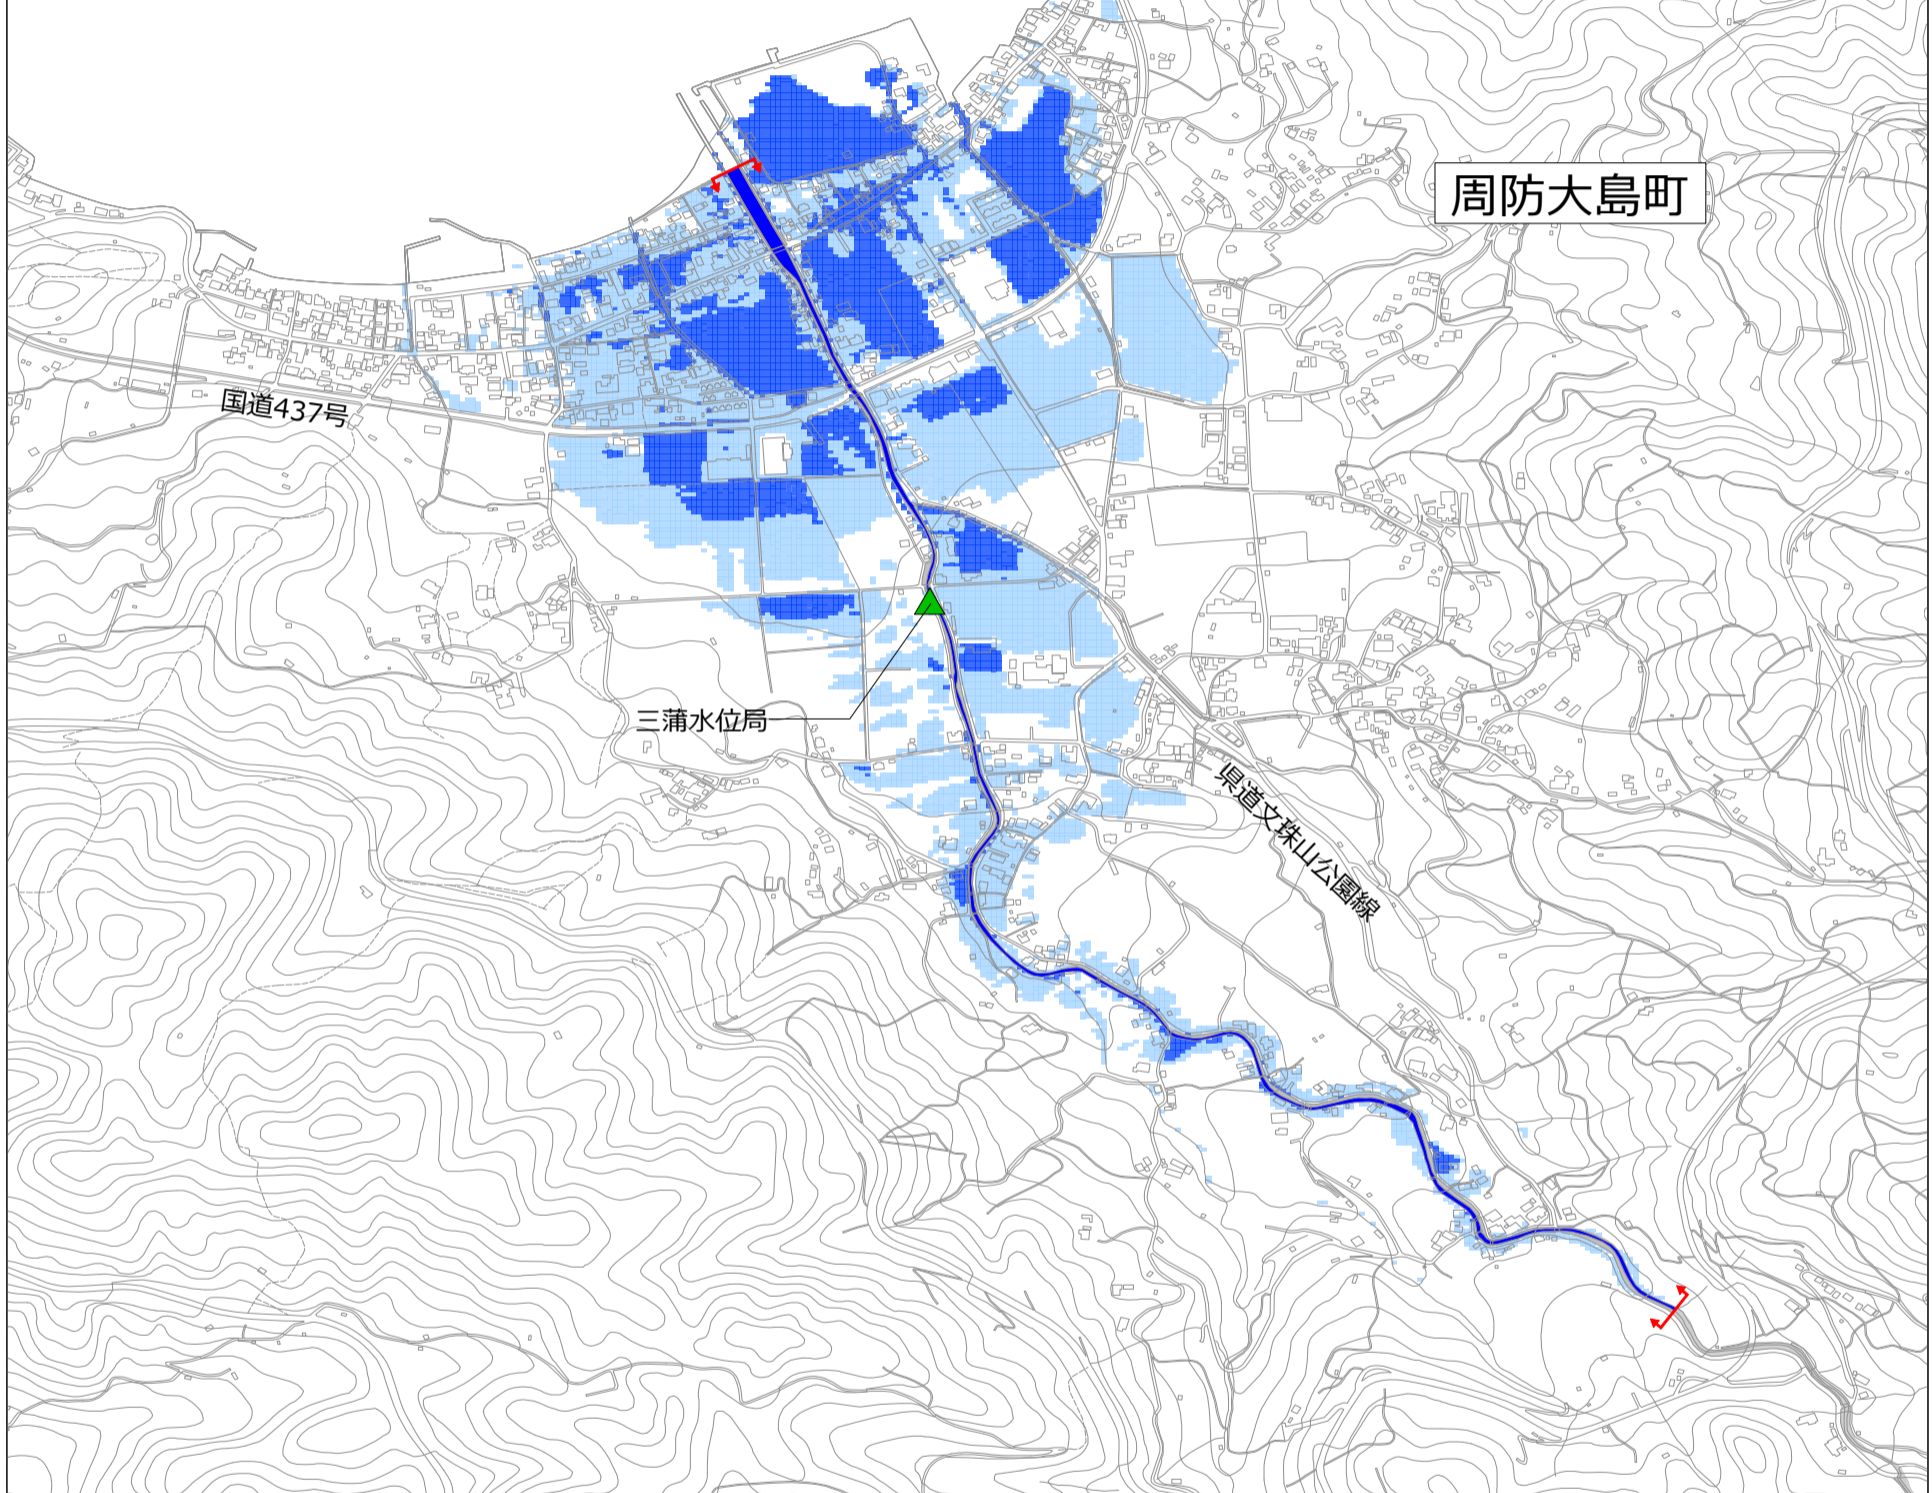 周防大島町
国道437号
三蒲水位局
県道文珠山公園線